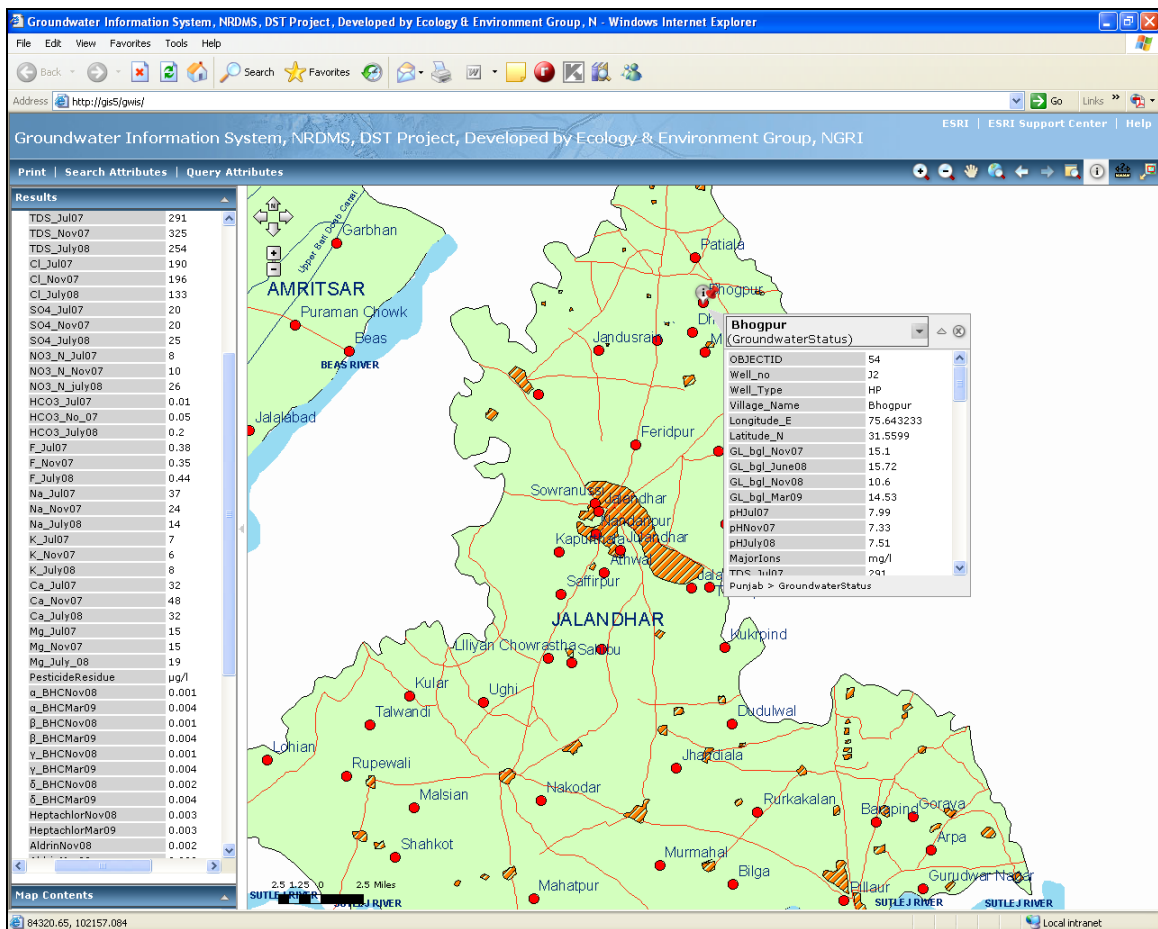 Groundwater Information System, NRDMS, DST Project, Developed by Ecology & Environment Group, N - Windows Internet Explorer
File Edit View Favorites Tools Help
Back Search Favorites
Address http://gis5/gwis/ Go Links »
ESRI | ESRI Support Center | Help
Groundwater Information System, NRDMS, DST Project, Developed by Ecology & Environment Group, NGRI
Print | Search Attributes | Query Attributes
Results
TDS_Jul07 291
TDS_Nov07 325
TDS_July08 254
Cl_Jul07 190
Cl_Nov07 196
Cl_July08 133
SO4_Jul07 20
SO4_Nov07 20
SO4_July08 25
NO3_N_Jul07 8
NO3_N_Nov07 10
NO3_N_july08 26
HCO3_Jul07 0.01
HCO3_No_07 0.05
HCO3_July08 0.2
F_Jul07 0.38
F_Nov07 0.35
F_July08 0.44
Na_Jul07 37
Na_Nov07 24
Na_July08 14
K_Jul07 7
K_Nov07 6
K_July08 8
Ca_Jul07 32
Ca_Nov07 48
Ca_July08 32
Mg_Jul07 15
Mg_Nov07 15
Mg_July_08 19
PesticideResidue µg/l
α_BHCNov08 0.001
α_BHCMar09 0.004
β_BHCNov08 0.001
β_BHCMar09 0.004
γ_BHCNov08 0.001
γ_BHCMar09 0.004
δ_BHCNov08 0.002
δ_BHCMar09 0.004
HeptachlorNov08 0.003
HeptachlorMar09 0.003
AldrinNov08 0.002
Map Contents
N
Upper Bari Doab Canal
Garbhan
AMRITSAR
Puraman Chowk
Beas
BEAS RIVER
Jalalabad
Patiala
Bhogpur
Jandusrain
Feridpur
Sowranussi
Jalandhar
Nandanpur
Kapurthara
Julandhar
Athwal
Saffirpur
JALANDHAR
Kukrpind
Ulliyan Chowrastha
Salbu
Kular
Ughi
Talwandi
Dudulwal
Lohian
Rupewali
Jhandiala
Malsian
Nakodar
Rurkakalan
Barapind
Goraya
Shahkot
Arpa
Murmahal
Mahatpur
Bilga
Pillaur
Gurudwar Nagar
SUTLEJ RIVER
SUTLEJ RIVER
SUTLEJ RIVER
SUTLEJ RIVER
2.5 1.25 0 2.5 Miles
Bhogpur
(GroundwaterStatus)
OBJECTID 54
Well_no J2
Well_Type HP
Village_Name Bhogpur
Longitude_E 75.643233
Latitude_N 31.5599
GL_bgl_Nov07 15.1
GL_bgl_June08 15.72
GL_bgl_Nov08 10.6
GL_bgl_Mar09 14.53
pHJul07 7.99
pHNov07 7.33
pHJuly08 7.51
MajorIons mg/l
TDS_Jul07 291
Punjab > GroundwaterStatus
84320.65, 102157.084
Local intranet